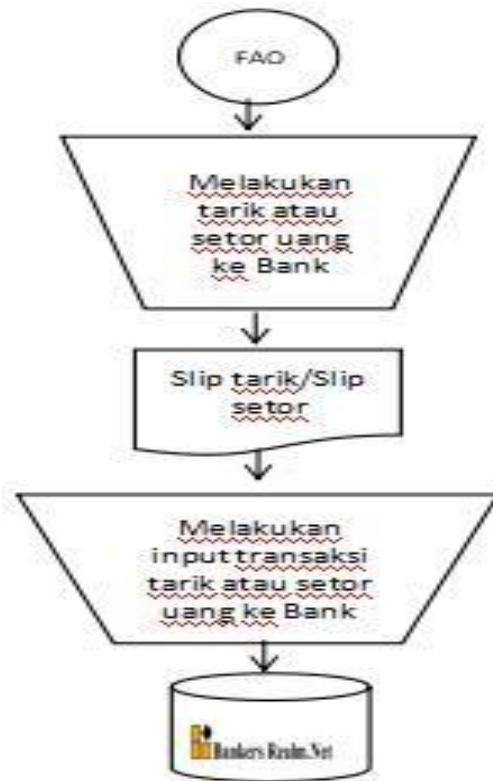 FAO
Melakukan
tarik atau
setor uang
ke Bank
Slip tarik/Slip
setor
Melakukan
input transaksi
tarik atau setor
uang ke Bank
Bankers Realm.Net